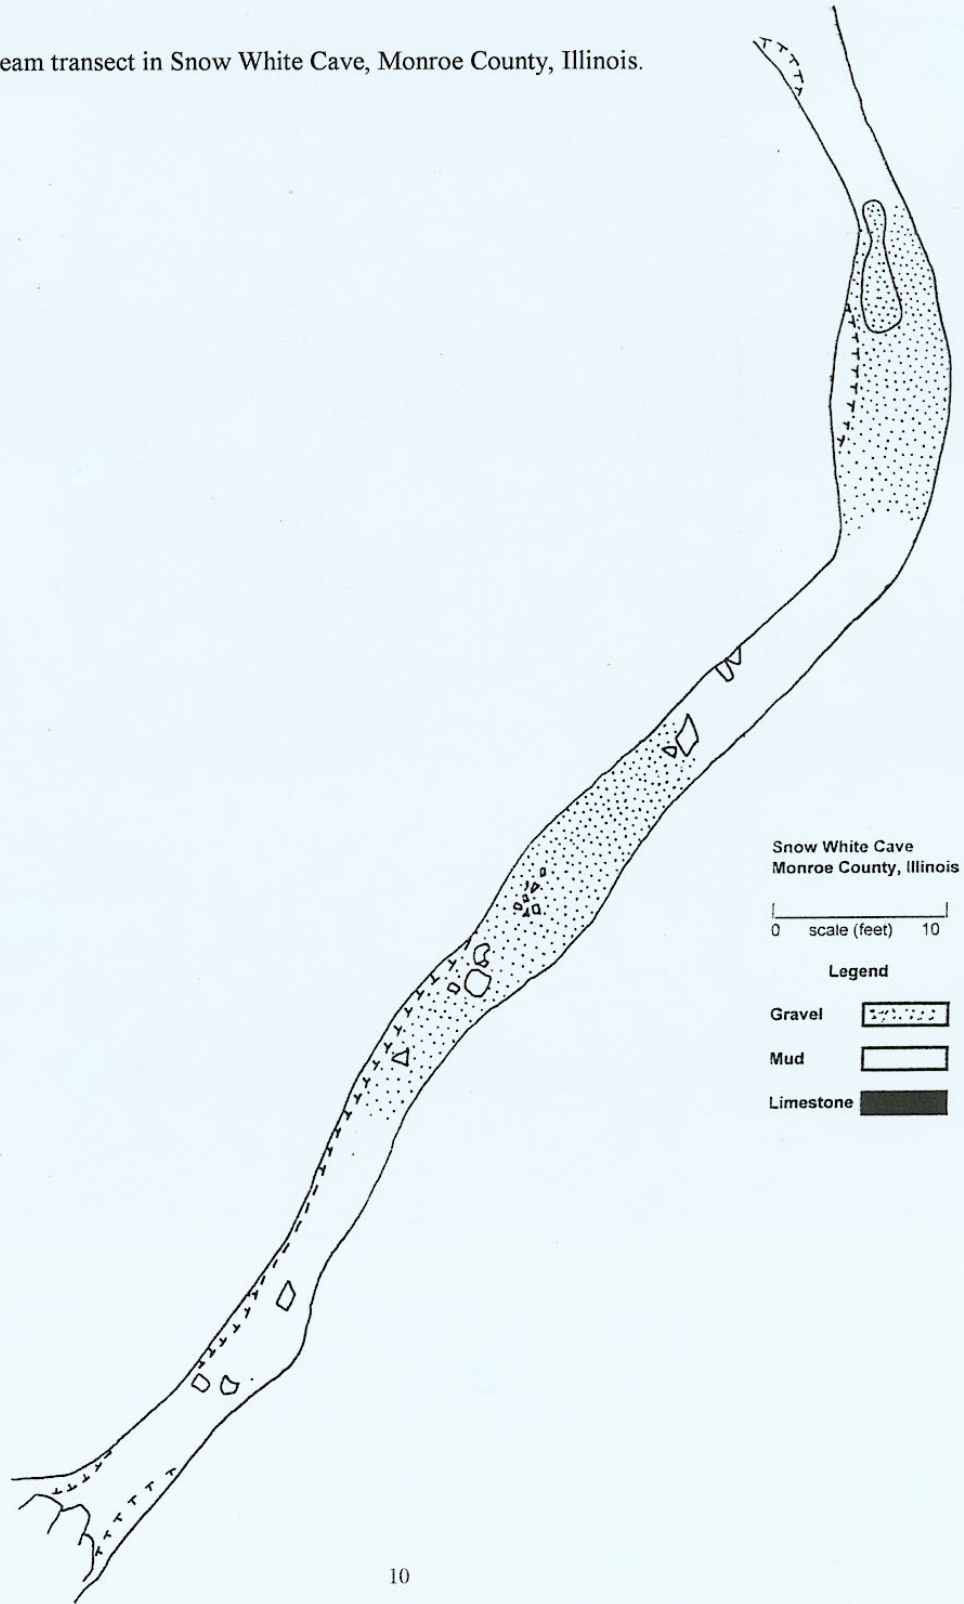 eam transect in Snow White Cave, Monroe County, Illinois.
Snow White Cave
Monroe County, Illinois
0 scale (feet) 10
Legend
Gravel
Mud
Limestone
10